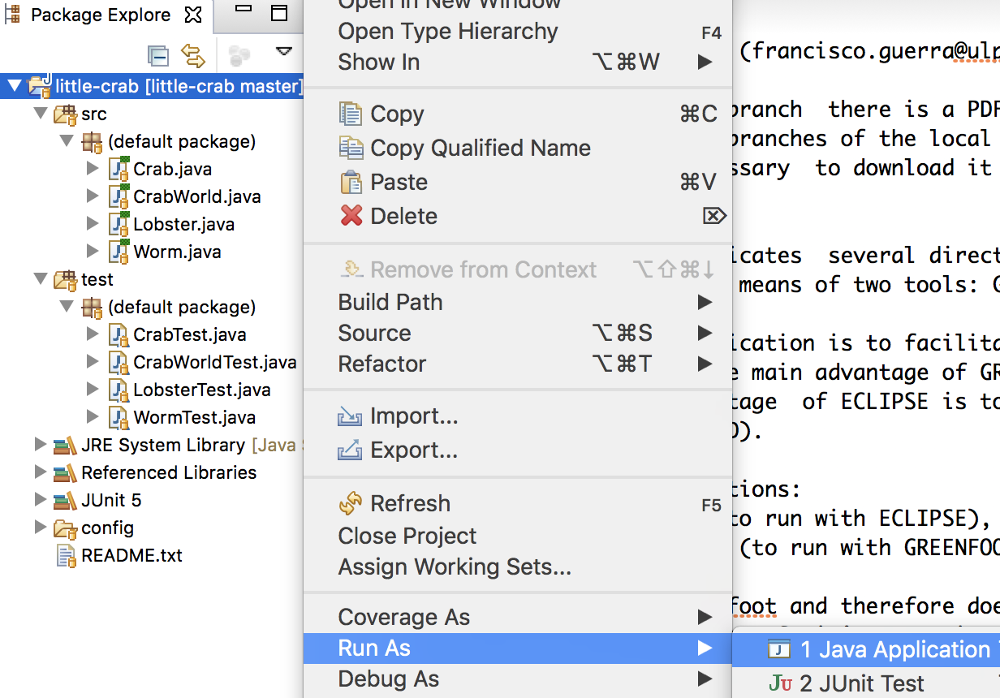 Package Explore
little-crab [little-crab master]
src
(default package)
Crab.java
CrabWorld.java
Lobster.java
Worm.java
test
(default package)
CrabTest.java
CrabWorldTest.java
LobsterTest.java
WormTest.java
JRE System Library [Java
Referenced Libraries
JUnit 5
config
README.txt
Open in New Window
Open Type Hierarchy F4
Show In ⌥⌘W
Copy ⌘C
Copy Qualified Name
Paste ⌘V
Delete ⌦
Remove from Context ⌥⇧⌘↓
Build Path
Source ⌥⌘S
Refactor ⌥⌘T
Import...
Export...
Refresh F5
Close Project
Assign Working Sets...
Coverage As
Run As
Debug As
1 Java Application
2 JUnit Test
(francisco.guerra@ulp
branch there is a PDF
branches of the local
ssary to download it
icates several direct
means of two tools: G
ication is to facilita
e main advantage of GR
tage of ECLIPSE is to
O).
tions:
to run with ECLIPSE),
(to run with GREENFOO
foot and therefore doe